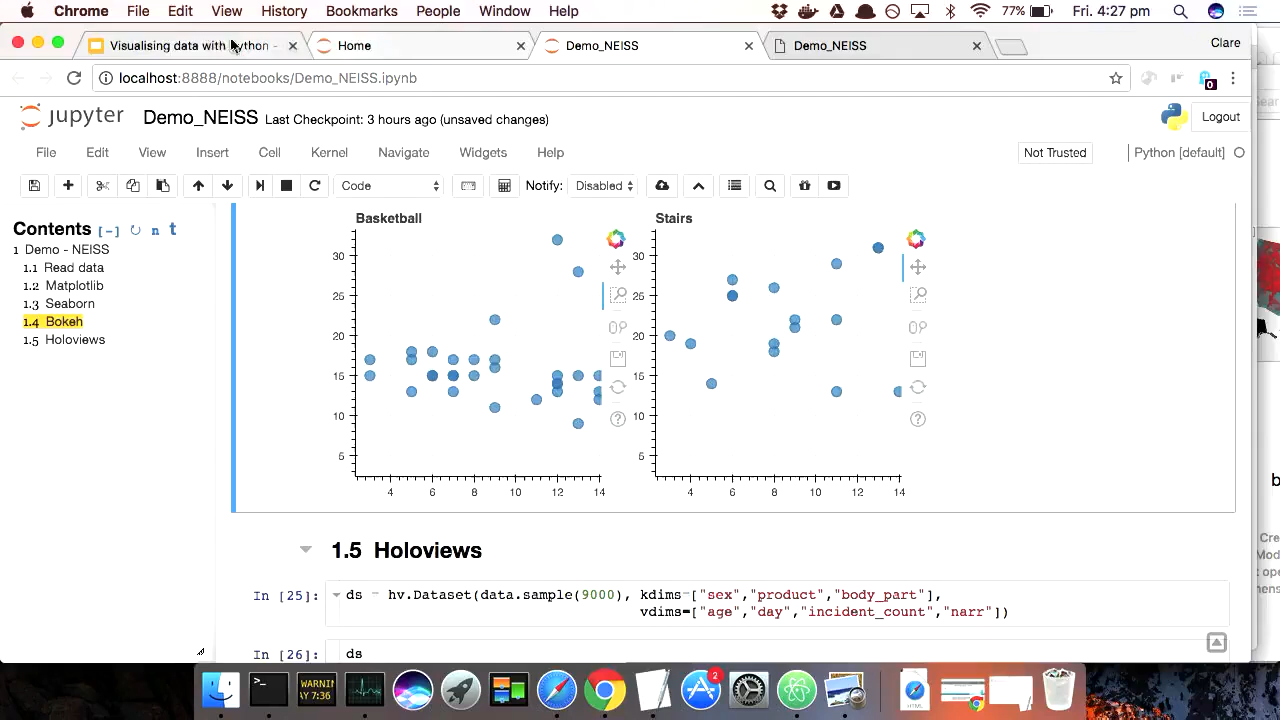 Chrome File Edit View History Bookmarks People Window Help 77% Fri. 4:27 pm
Visualising data with Python - Home Demo_NEISS Demo_NEISS Clare
localhost:8888/notebooks/Demo_NEISS.ipynb 0
jupyter Demo_NEISS Last Checkpoint: 3 hours ago (unsaved changes) Logout
File Edit View Insert Cell Kernel Navigate Widgets Help Not Trusted Python [default]
Code Notify: Disabled
Contents [-] n t
1 Demo - NEISS
1.1 Read data
1.2 Matplotlib
1.3 Seaborn
1.4 Bokeh
1.5 Holoviews
Basketball
30
25
20
15
10
5
4 6 8 10 12 14
Stairs
30
25
20
15
10
5
4 6 8 10 12 14
1.5 Holoviews
In [25]: ds = hv.Dataset(data.sample(9000), kdims=["sex","product","body_part"],
vdims=["age","day","incident_count","narr"])
In [26]: ds
WARNIN
Y 7:36
2
HTML